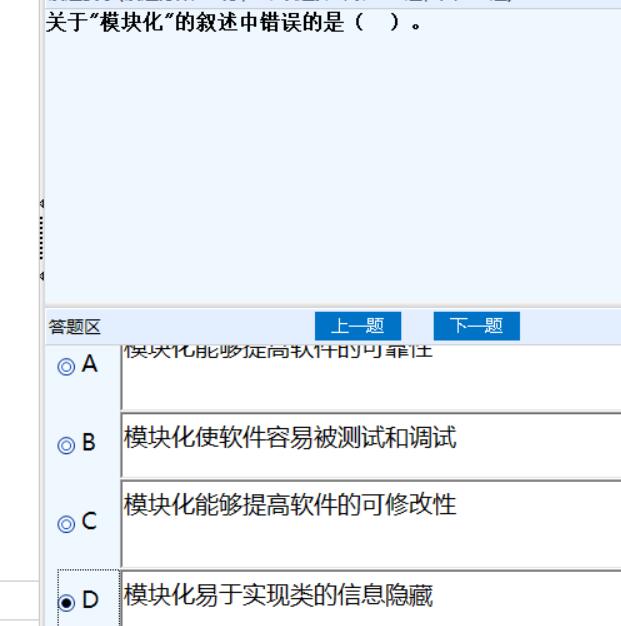 关于"模块化"的叙述中错误的是（ ）。
答题区
上一题
下一题
A
模块化能够提高软件的可靠性
B
模块化使软件容易被测试和调试
C
模块化能够提高软件的可修改性
D
模块化易于实现类的信息隐藏